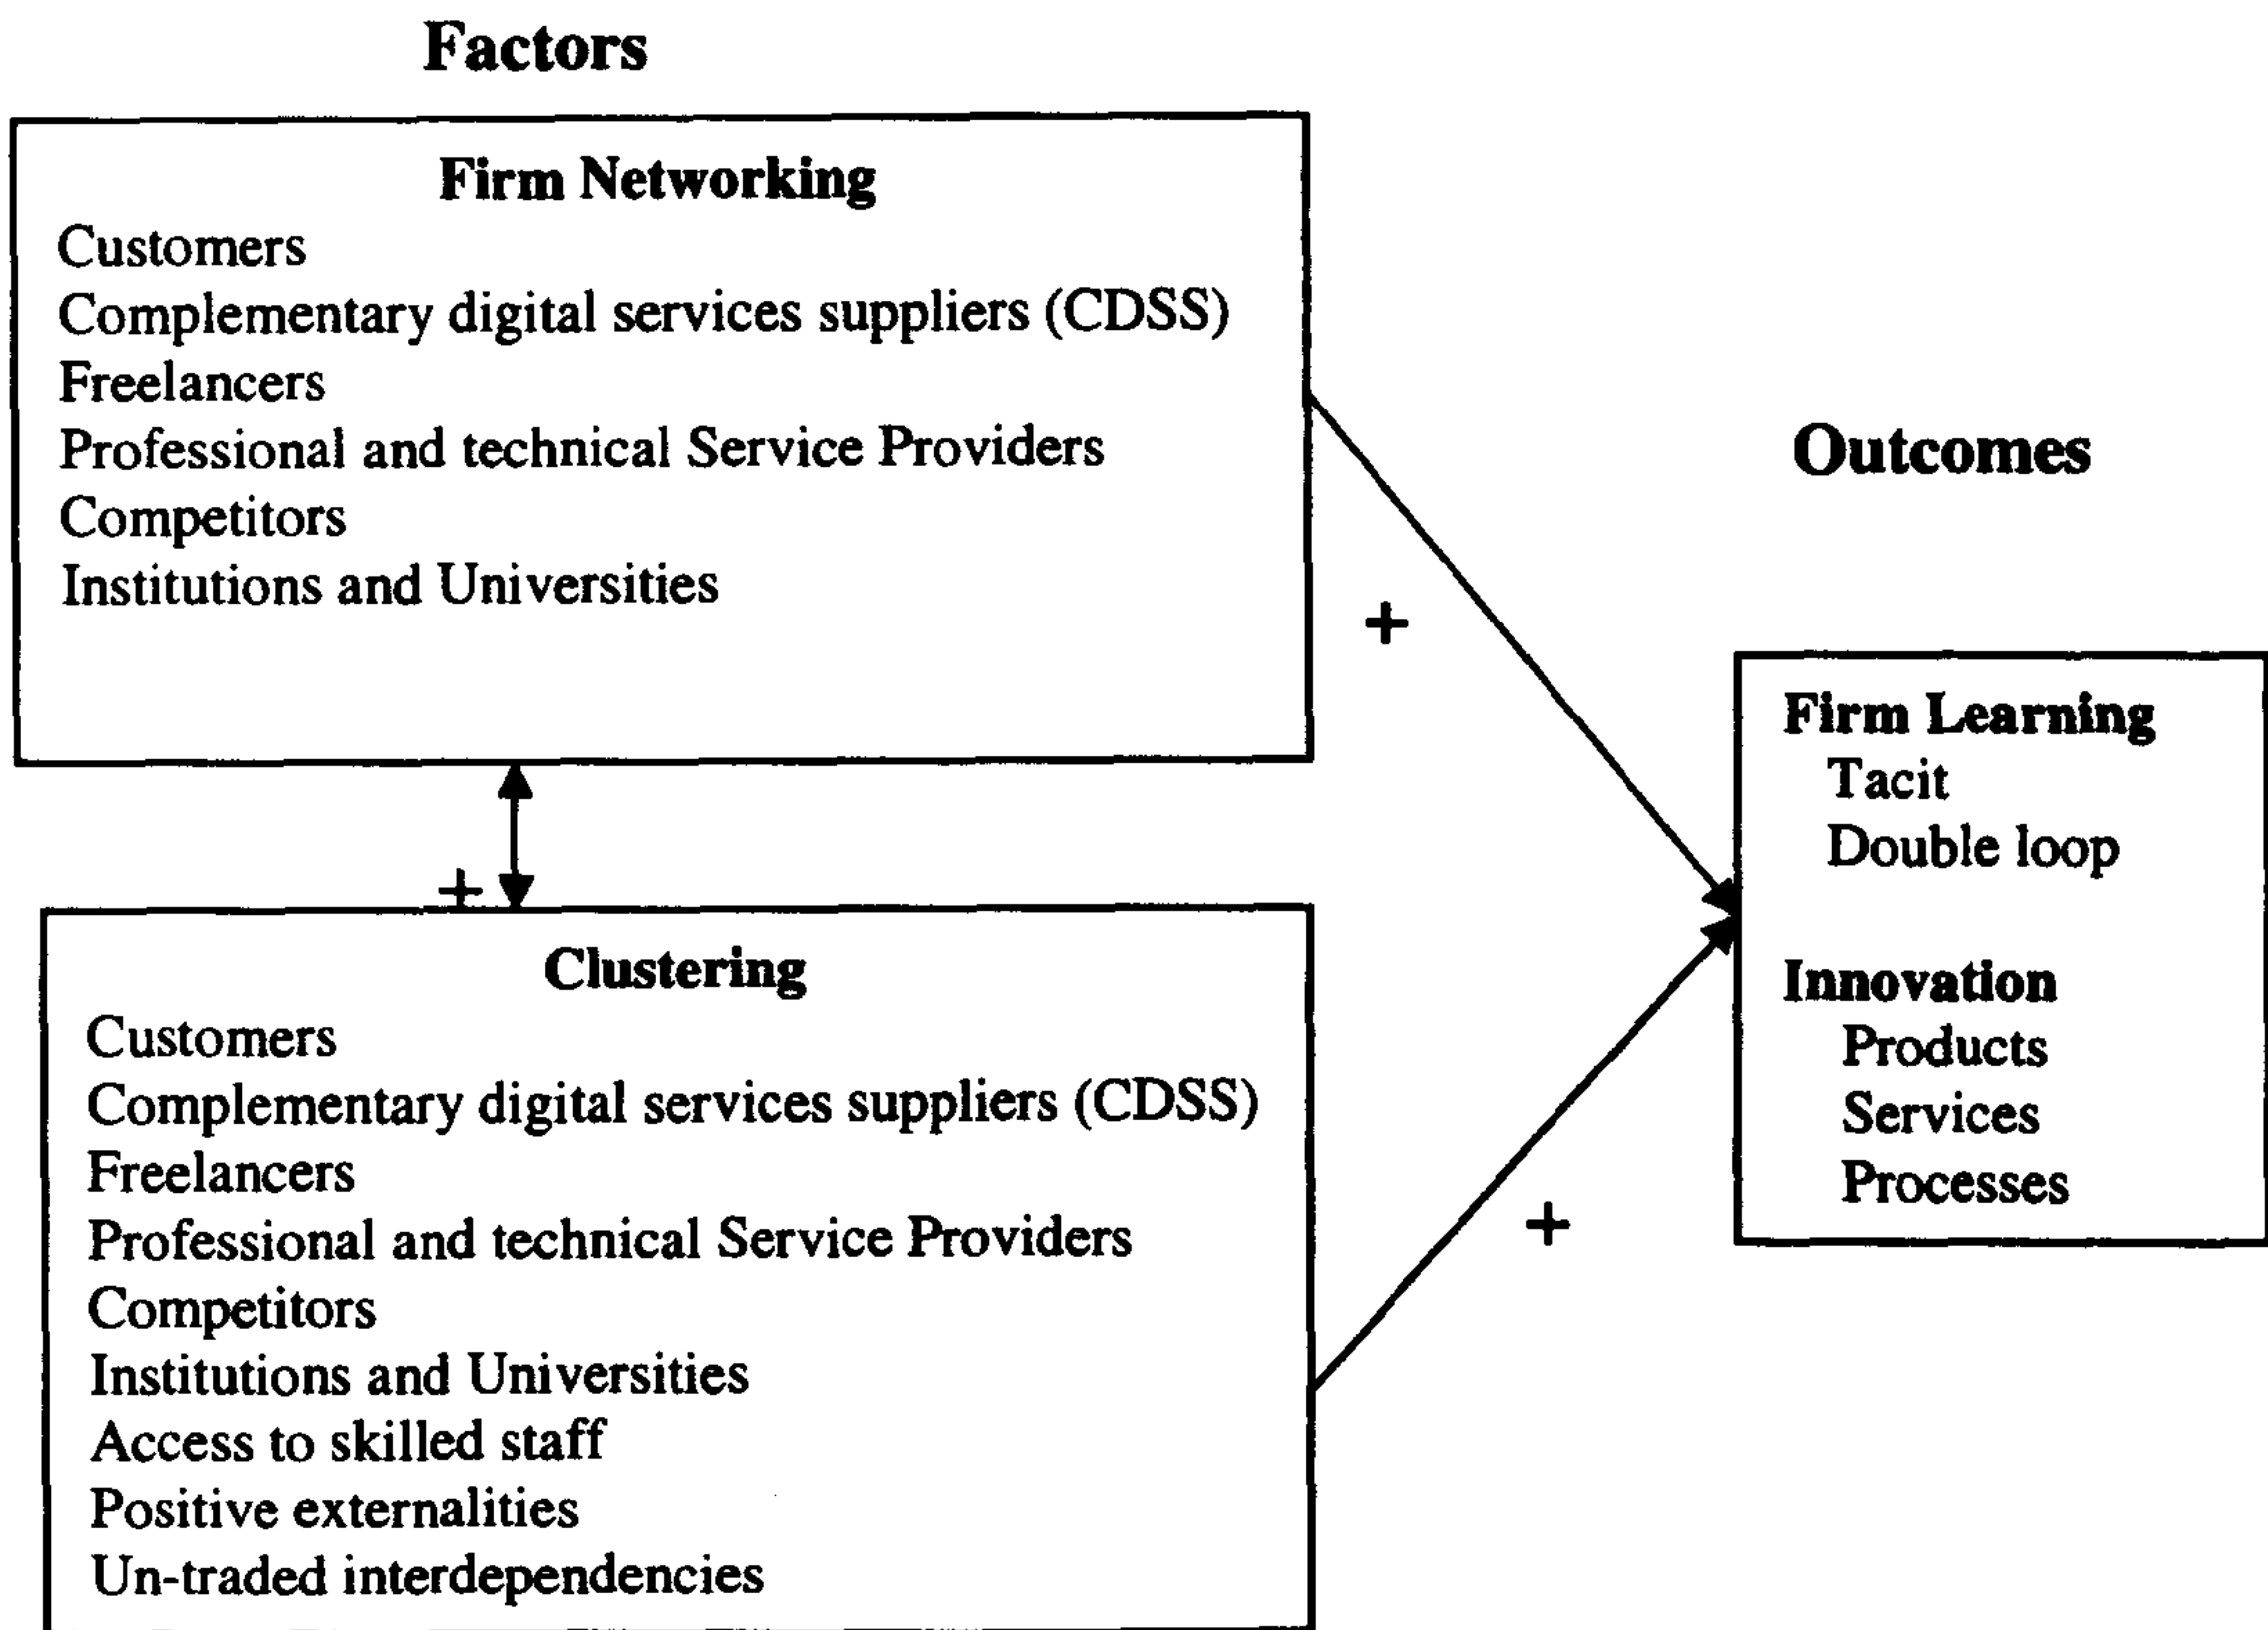 Factors
Firm Networking
Customers
Complementary digital services suppliers (CDSS)
Freelancers
Professional and technical Service Providers
Competitors
Institutions and Universities
+
Outcomes
Firm Learning
Tacit
Double loop
Innovation
Products
Services
Processes
+
Clustering
Customers
Complementary digital services suppliers (CDSS)
Freelancers
Professional and technical Service Providers
Competitors
Institutions and Universities
Access to skilled staff
Positive externalities
Un-traded interdependencies
+